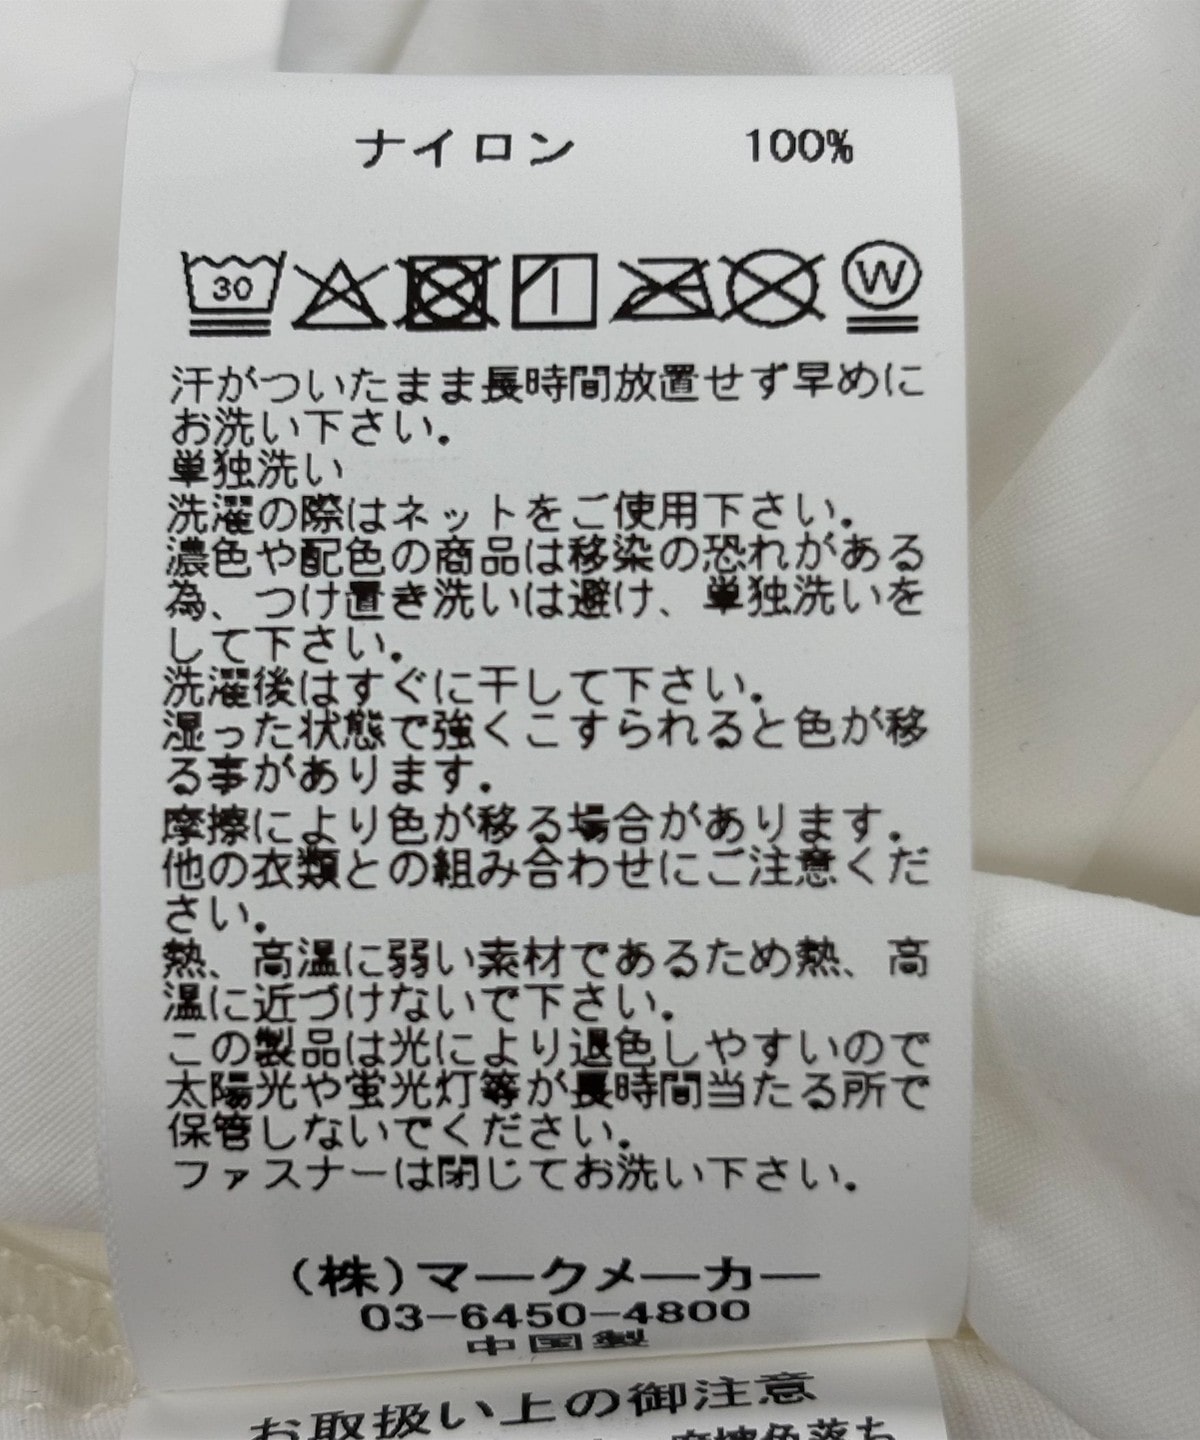 ナイロン 100%
30
W
汗がついたまま長時間放置せず早めに
お洗い下さい。
単独洗い
洗濯の際はネットをご使用下さい。
濃色や配色の商品は移染の恐れがある
為、つけ置き洗いは避け、単独洗いを
して下さい。
洗濯後はすぐに干して下さい。
湿った状態で強くこすられると色が移
る事があります。
摩擦により色が移る場合があります。
他の衣類との組み合わせにご注意くだ
さい。
熱、高温に弱い素材であるため熱、高
温に近づけないで下さい。
この製品は光により退色しやすいので
太陽光や蛍光灯等が長時間当たる所で
保管しないでください。
ファスナーは閉じてお洗い下さい。
(株)マークメーカー
03-6450-4800
中国製
お取扱い上の御注意
摩擦色落ち